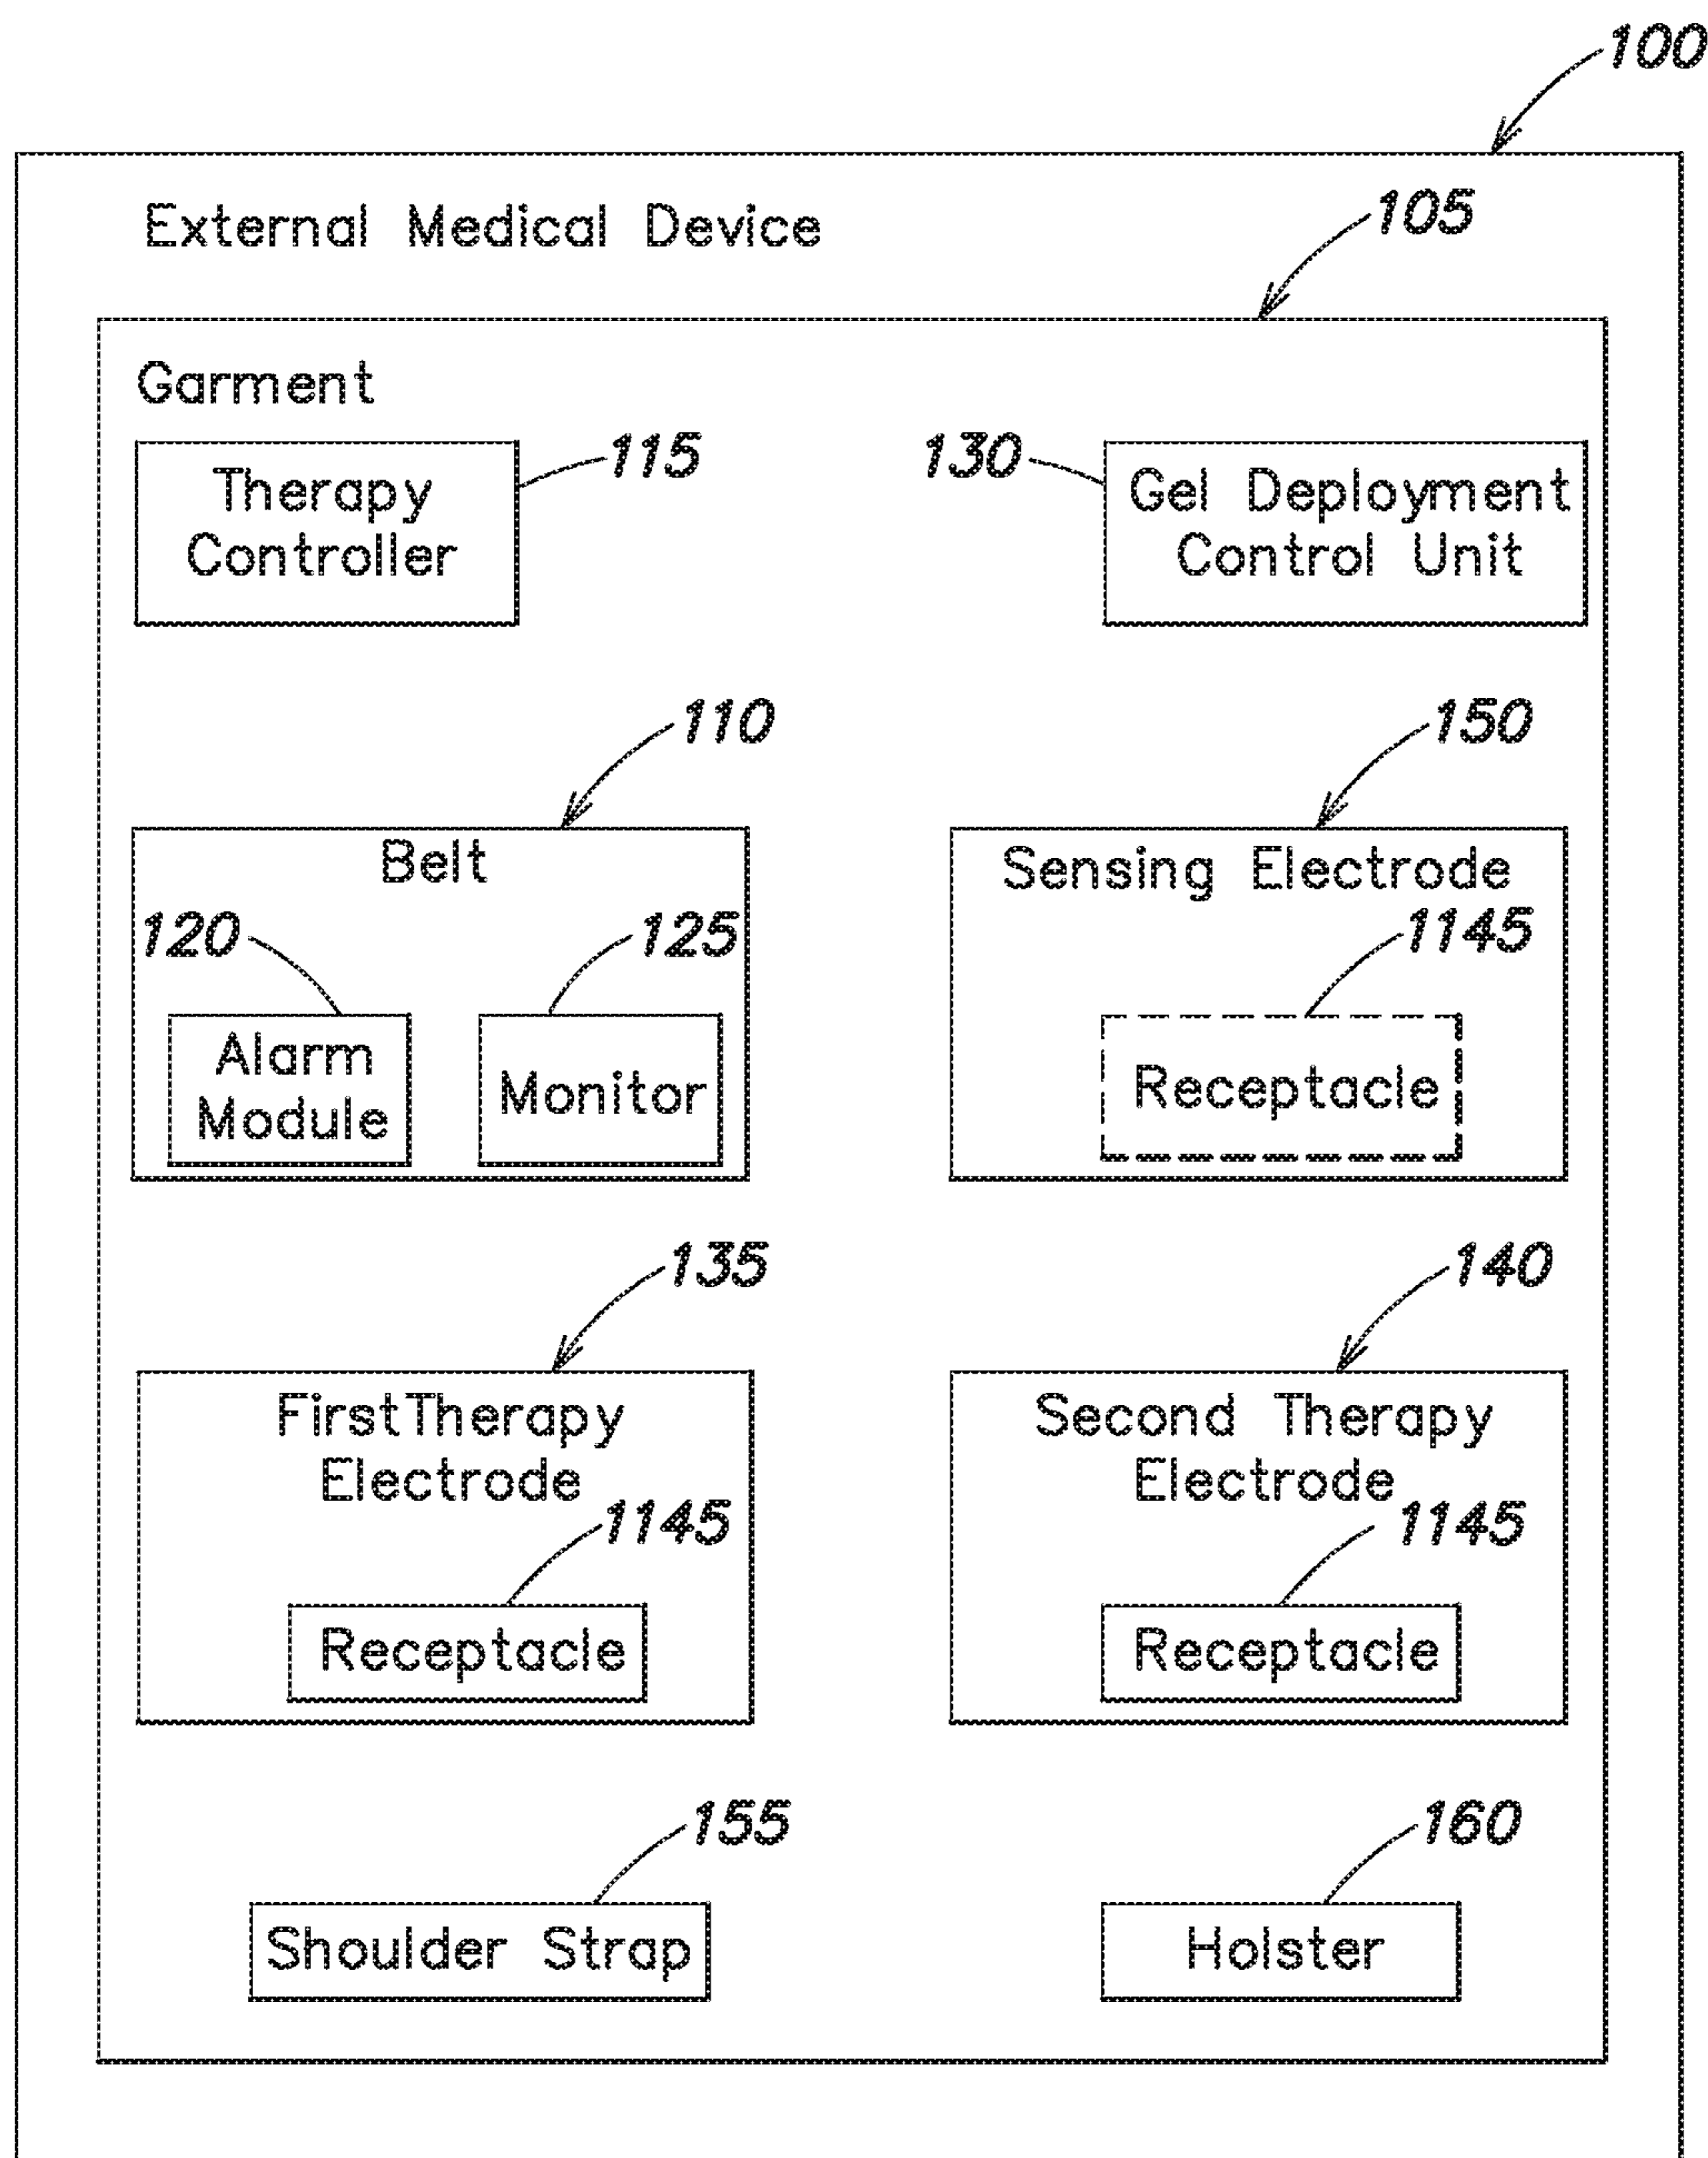 100
External Medical Device
105
Garment
115
130
Therapy
Controller
Gel Deployment
Control Unit
110
150
Belt
Sensing Electrode
120
125
1145
Alarm
Module
Monitor
Receptacle
135
140
FirstTherapy
Electrode
Second Therapy
Electrode
1145
1145
Receptacle
Receptacle
155
160
Shoulder Strap
Holster